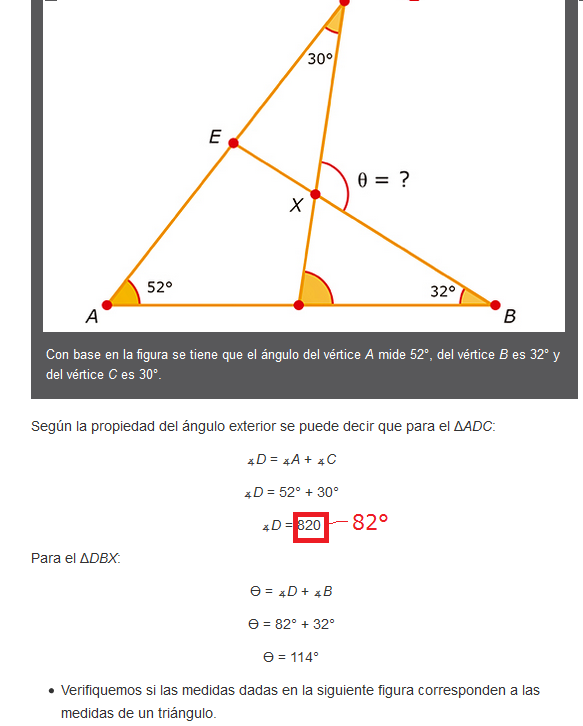 30°
E
θ = ?
X
52°
32°
A
B
Con base en la figura se tiene que el ángulo del vértice A mide 52°, del vértice B es 32° y
del vértice C es 30°.
Según la propiedad del ángulo exterior se puede decir que para el ΔADC:
∡D = ∡A + ∡C
∡D = 52° + 30°
∡D = 820 82°
Para el ΔDBX:
Ɵ = ∡D + ∡B
Ɵ = 82° + 32°
Ɵ = 114°
• Verifiquemos si las medidas dadas en la siguiente figura corresponden a las
medidas de un triángulo.